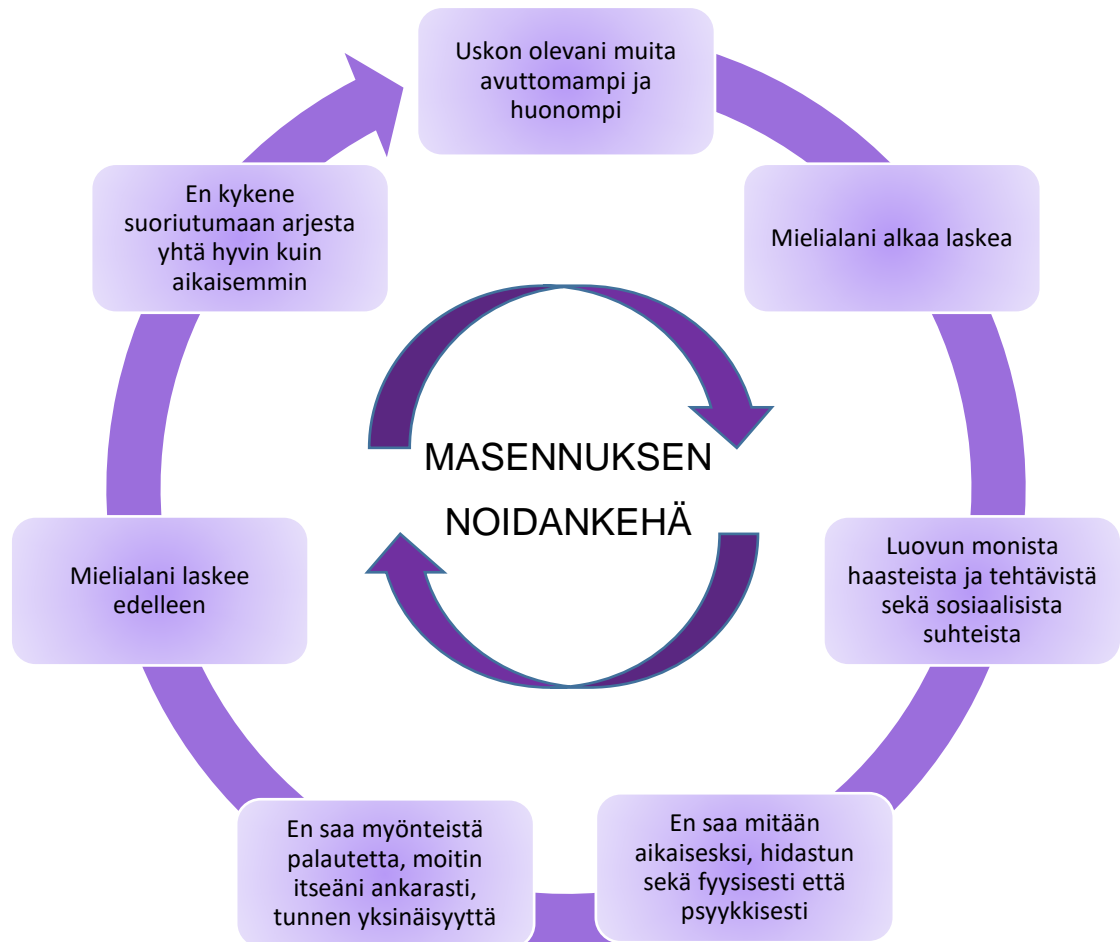 Uskon olevani muita
avuttomampi ja
huonompi
Mielialani alkaa laskea
Luovun monista
haasteista ja tehtävistä
sekä sosiaalisista
suhteista
En saa mitään
aikaisesksi, hidastun
sekä fyysisesti että
psyykkisesti
En saa myönteistä
palautetta, moitin
itseäni ankarasti,
tunnen yksinäisyyttä
Mielialani laskee
edelleen
En kykene
suoriutumaan arjesta
yhtä hyvin kuin
aikaisemmin
MASENNUKSEN
NOIDANKEHÄ